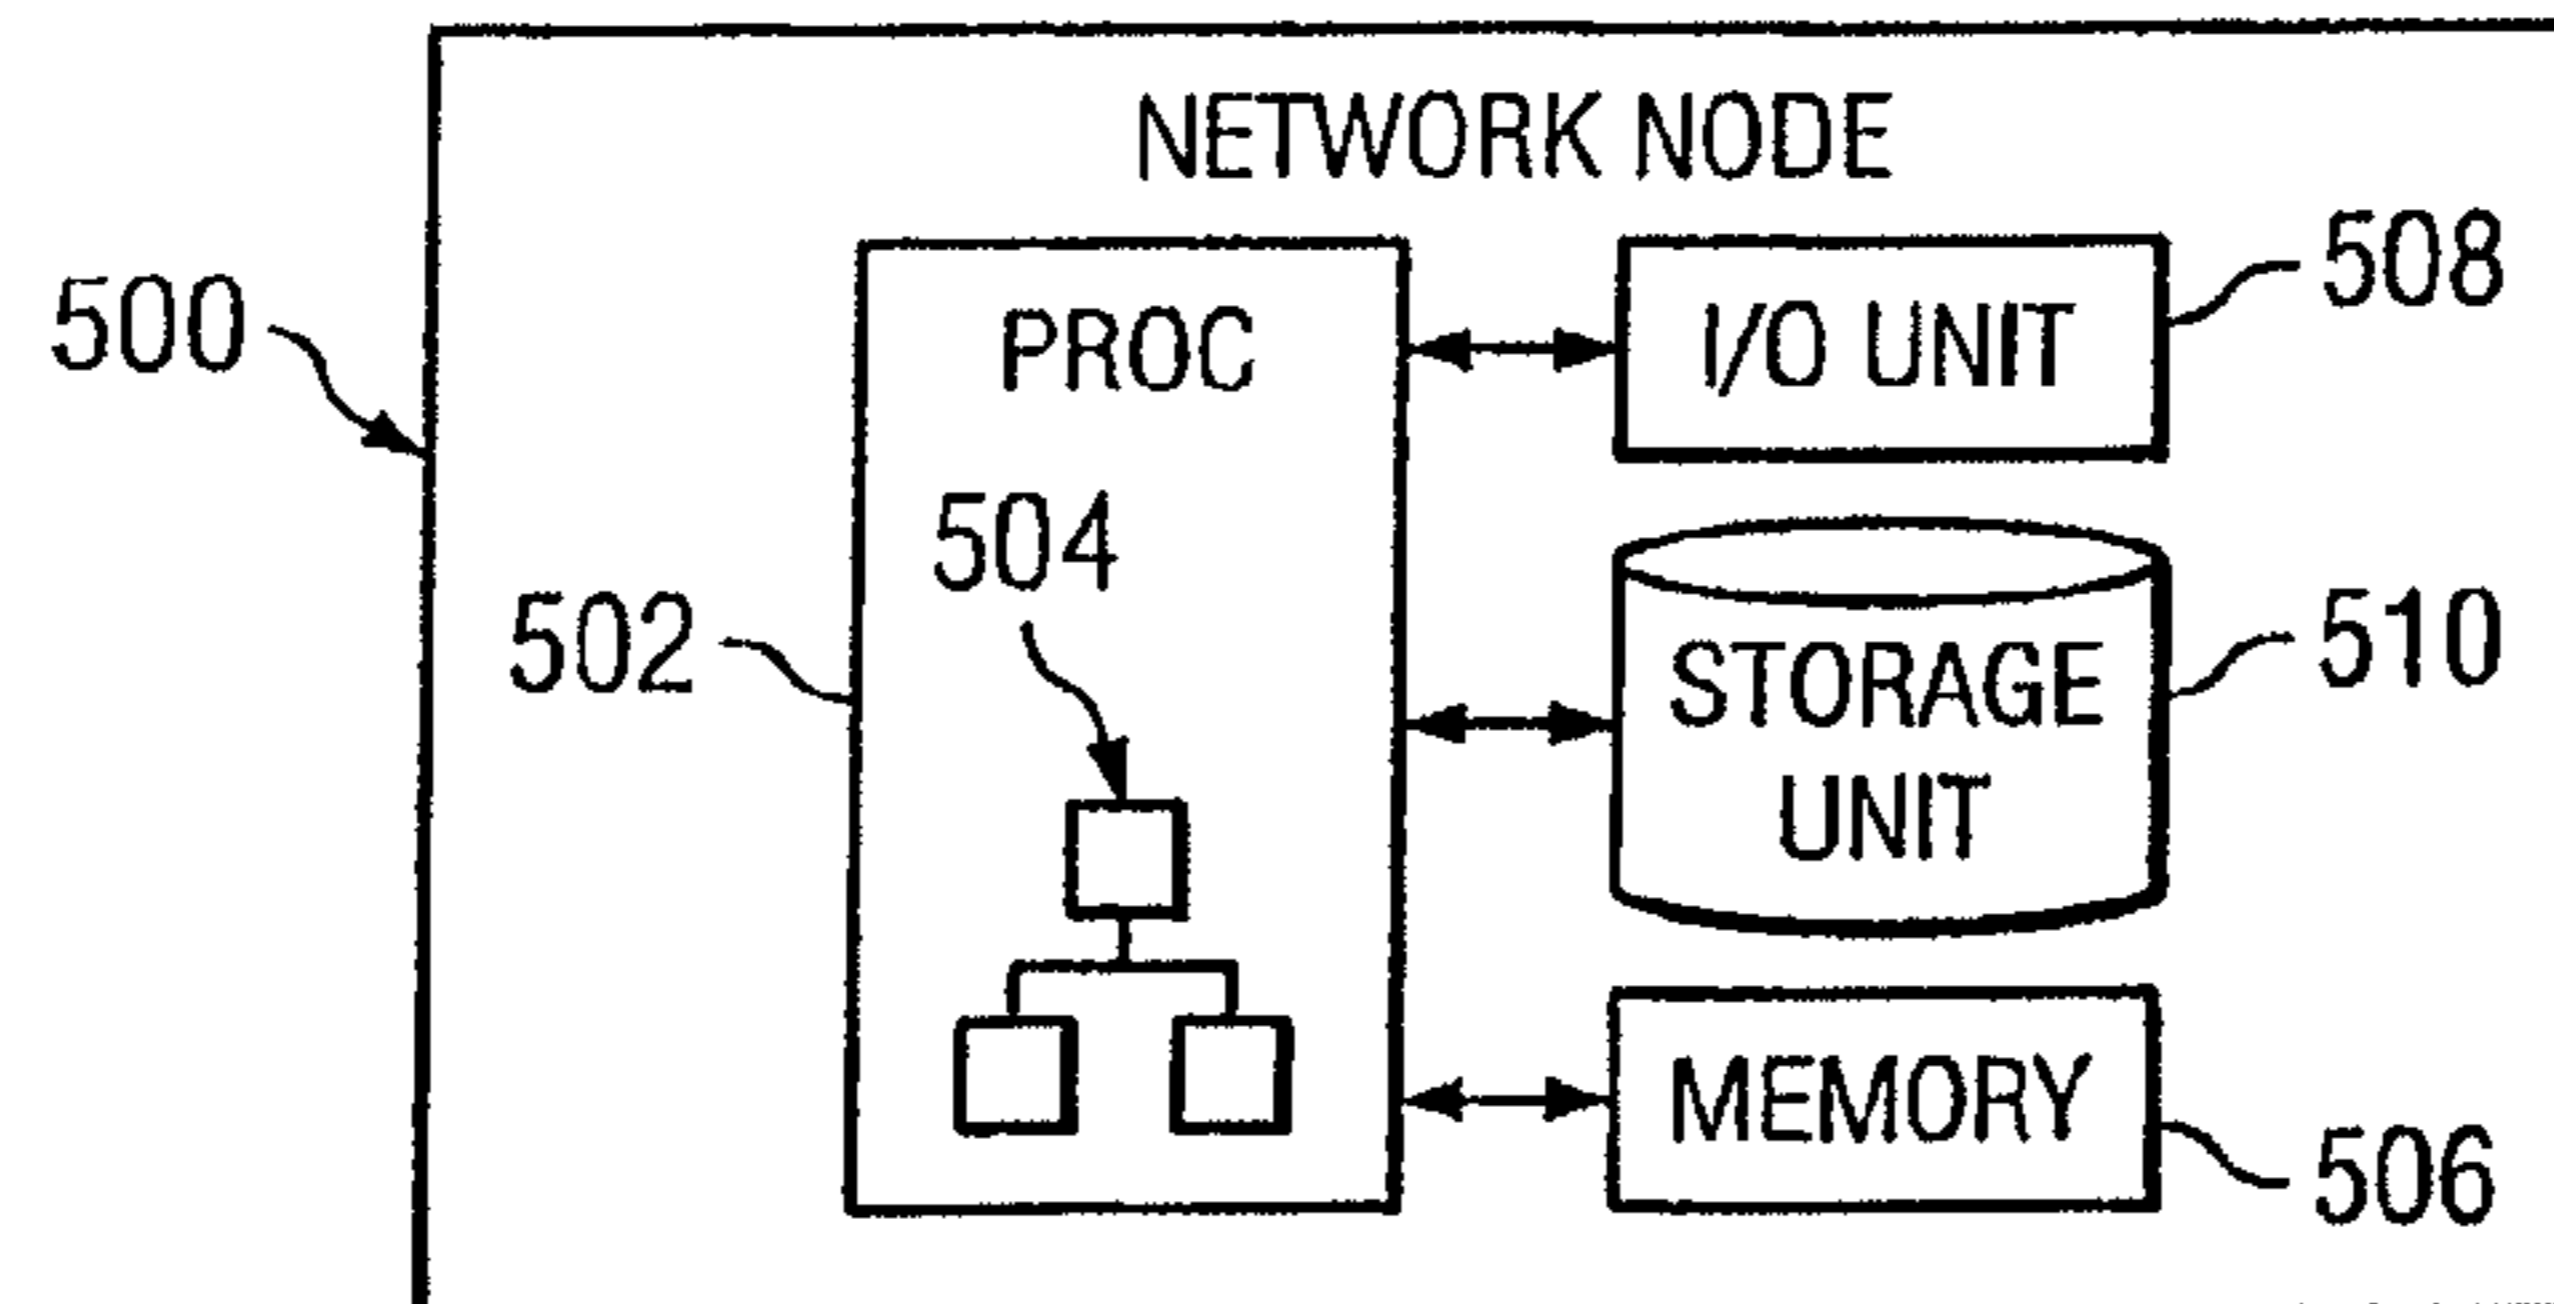 NETWORK NODE
500
PROC
I/O UNIT
508
504
502
STORAGE
UNIT
510
MEMORY
506